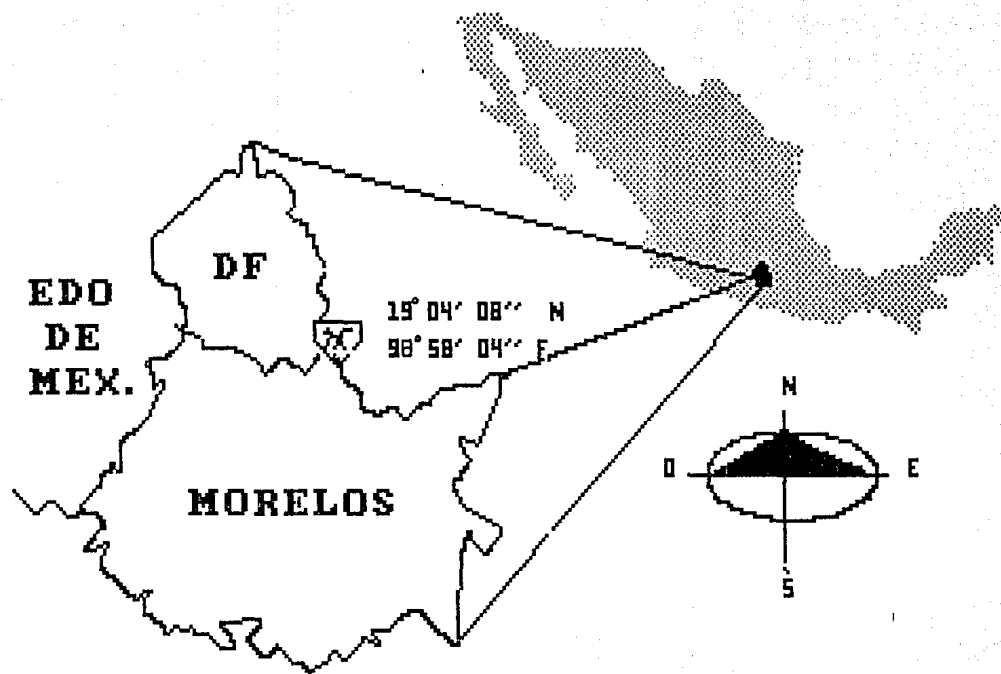 DF
EDO
DE
MEX.
19° 04' 08'' N
98° 58' 04'' E
MORELOS
N
O E
S